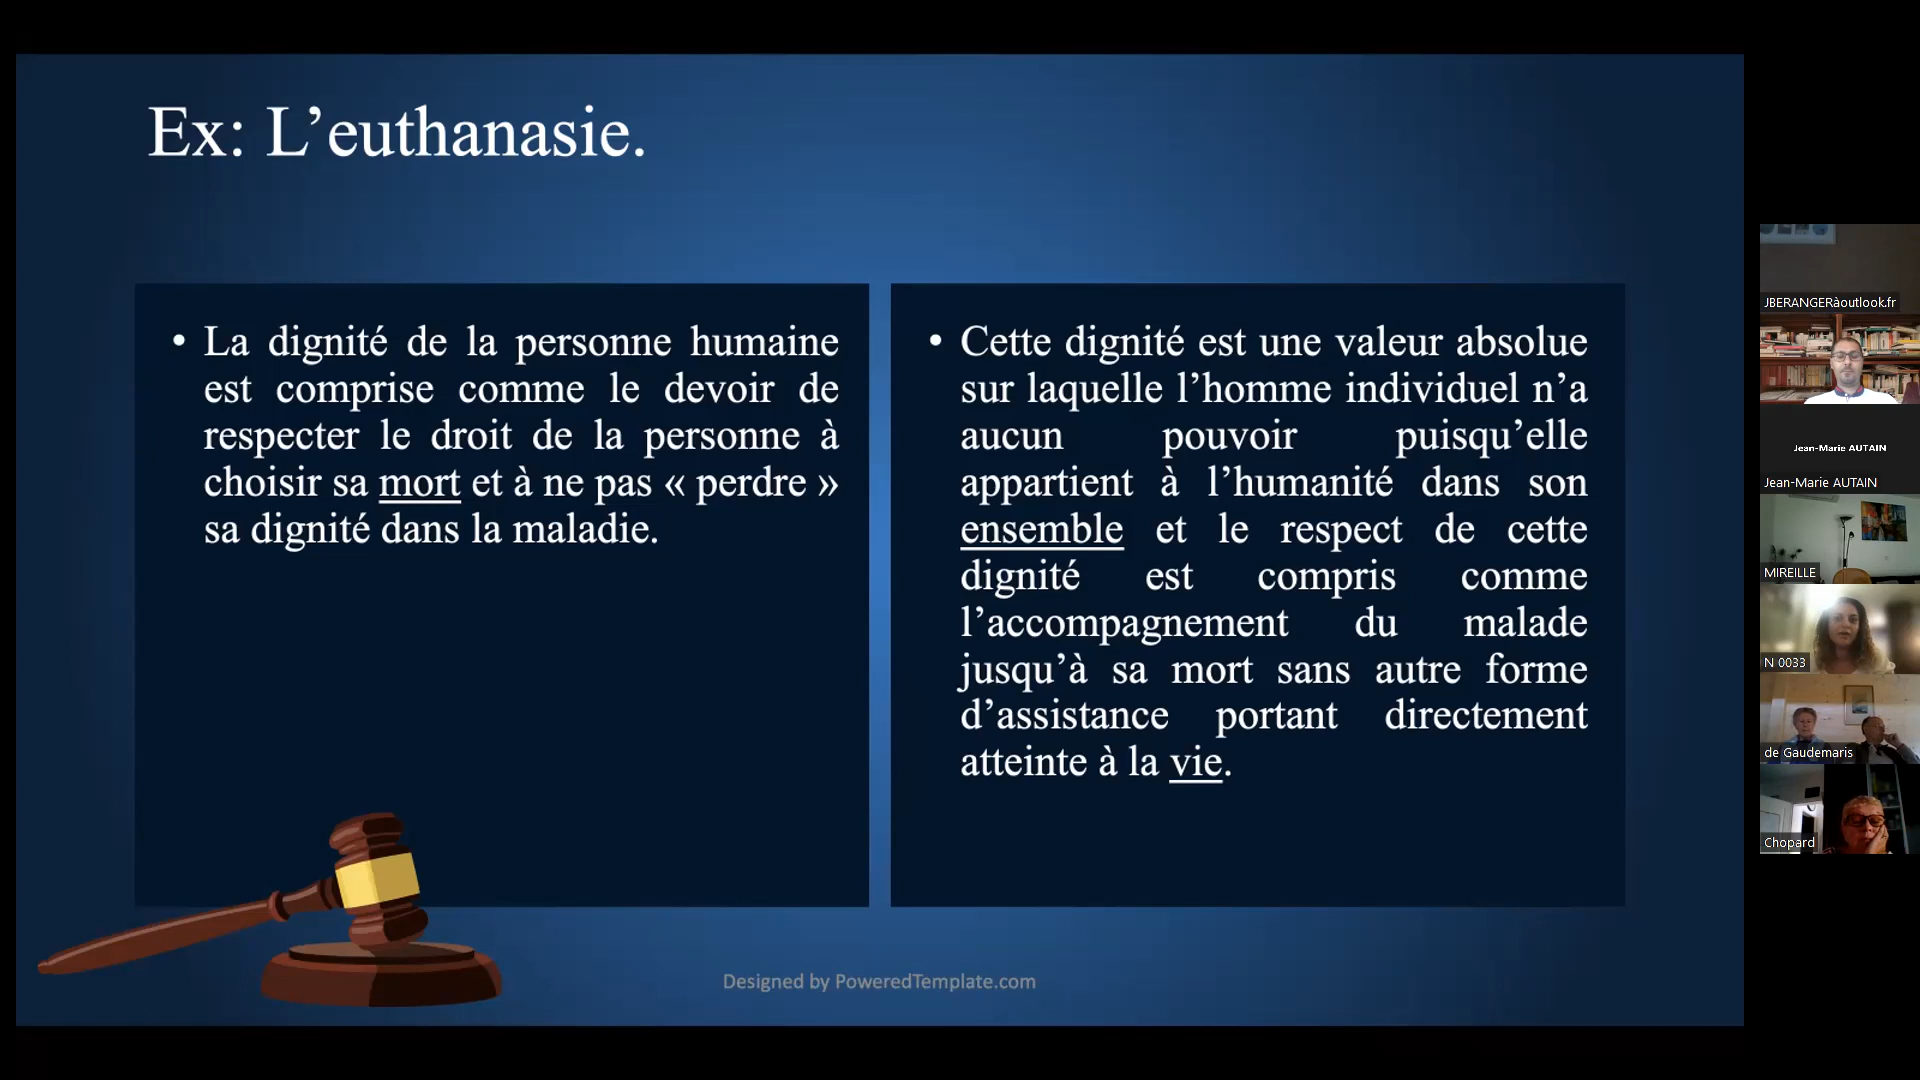 Ex: L’euthanasie.
• La dignité de la personne humaine
est comprise comme le devoir de
respecter le droit de la personne à
choisir sa mort et à ne pas « perdre »
sa dignité dans la maladie.
• Cette dignité est une valeur absolue
sur laquelle l’homme individuel n’a
aucun pouvoir puisqu’elle
appartient à l’humanité dans son
ensemble et le respect de cette
dignité est compris comme
l’accompagnement du malade
jusqu’à sa mort sans autre forme
d’assistance portant directement
atteinte à la vie.
Designed by PoweredTemplate.com
JBERANGERàoutlook.fr
Jean-Marie AUTAIN
Jean-Marie AUTAIN
MIREILLE
N 0033
de Gaudemaris
Chopard